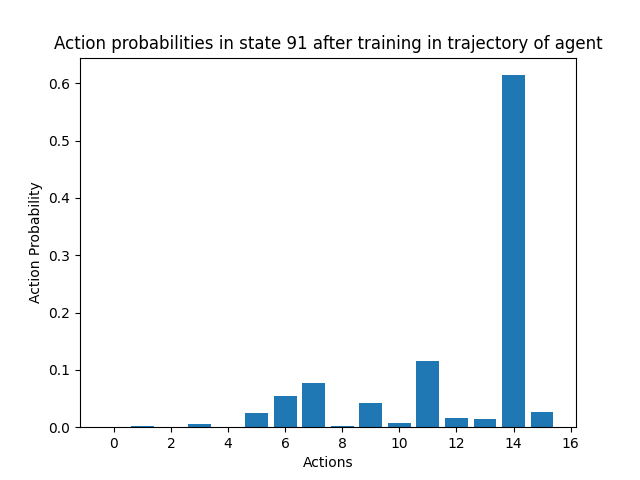 Action probabilities in state 91 after training in trajectory of agent
0.6
0.5
0.4
0.3
0.2
0.1
0.0
Action Probability
0 2 4 6 8 10 12 14 16
Actions